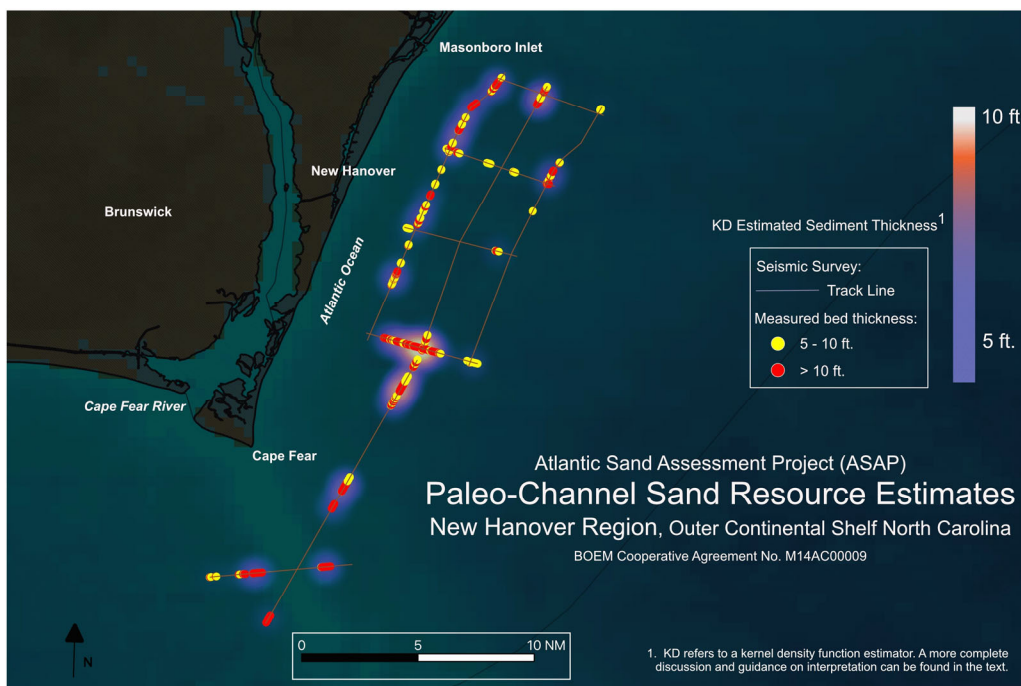 Masonboro Inlet
10 ft.
New Hanover
Brunswick
KD Estimated Sediment Thickness1
Atlantic Ocean
Seismic Survey:
Track Line
Measured bed thickness:
5 - 10 ft.
> 10 ft.
5 ft.
Cape Fear River
Cape Fear
Atlantic Sand Assessment Project (ASAP)
Paleo-Channel Sand Resource Estimates
New Hanover Region, Outer Continental Shelf North Carolina
BOEM Cooperative Agreement No. M14AC00009
N
0 5 10 NM
1. KD refers to a kernel density function estimator. A more complete
discussion and guidance on interpretation can be found in the text.